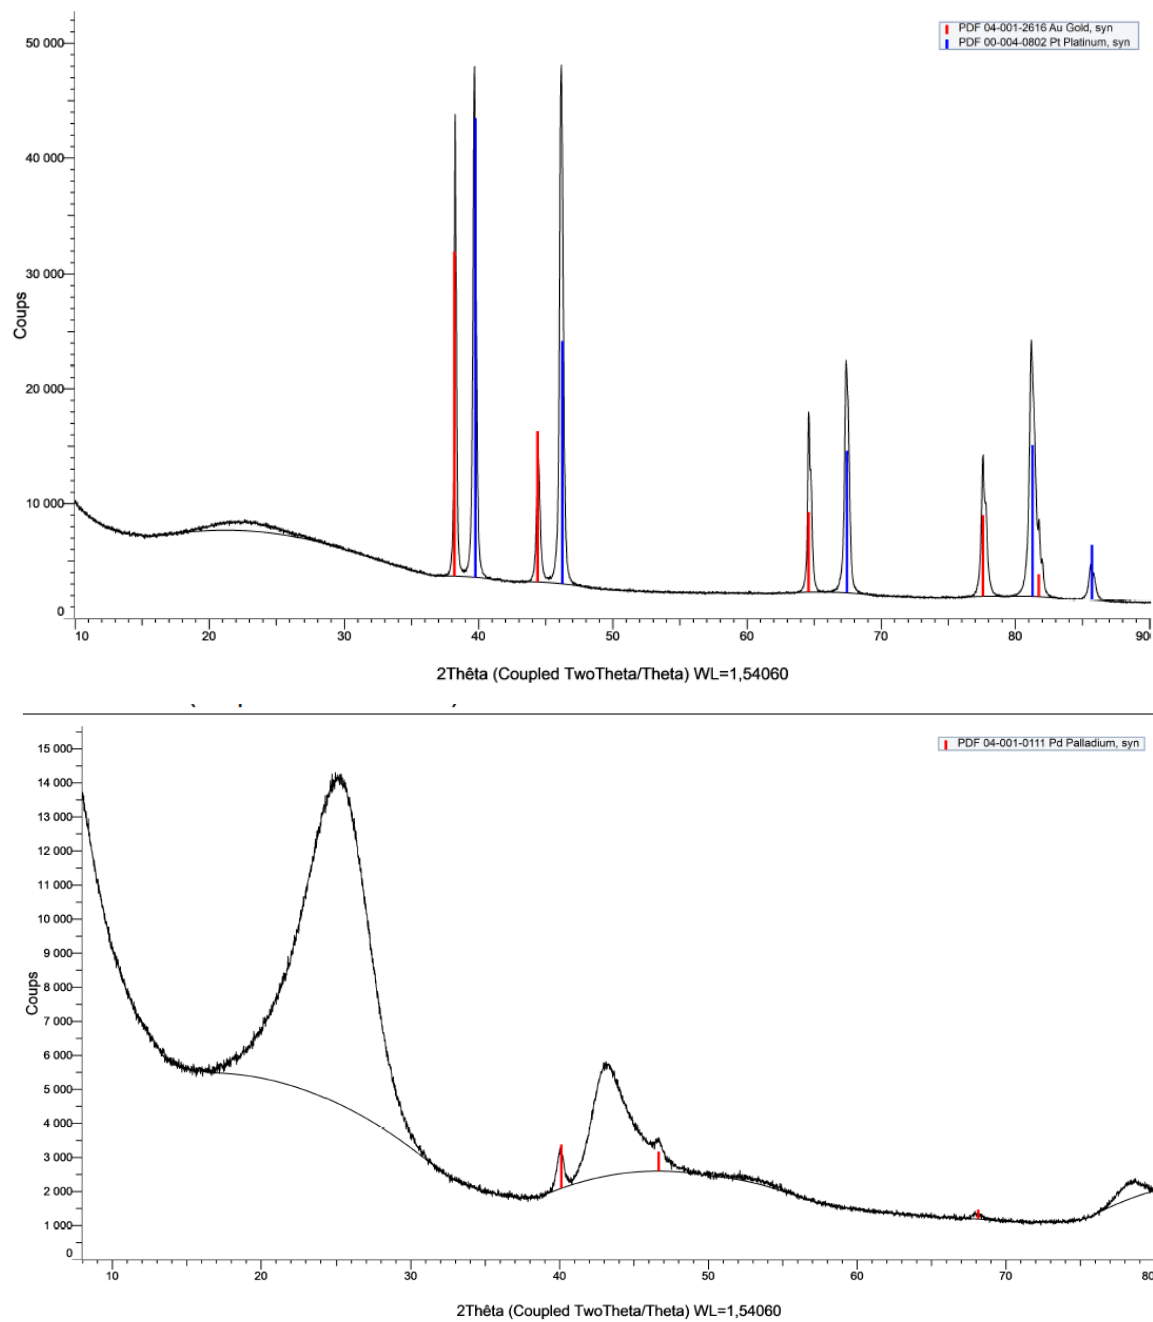 PDF 04-001-2616 Au Gold, syn
PDF 00-004-0802 Pt Platinum, syn
50 000
40 000
30 000
20 000
10 000
0
Coups
10 20 30 40 50 60 70 80 90
2Thêta (Coupled TwoTheta/Theta) WL=1,54060
PDF 04-001-0111 Pd Palladium, syn
15 000
14 000
13 000
12 000
11 000
10 000
9 000
8 000
7 000
6 000
5 000
4 000
3 000
2 000
1 000
0
Coups
10 20 30 40 50 60 70 80
2Thêta (Coupled TwoTheta/Theta) WL=1,54060